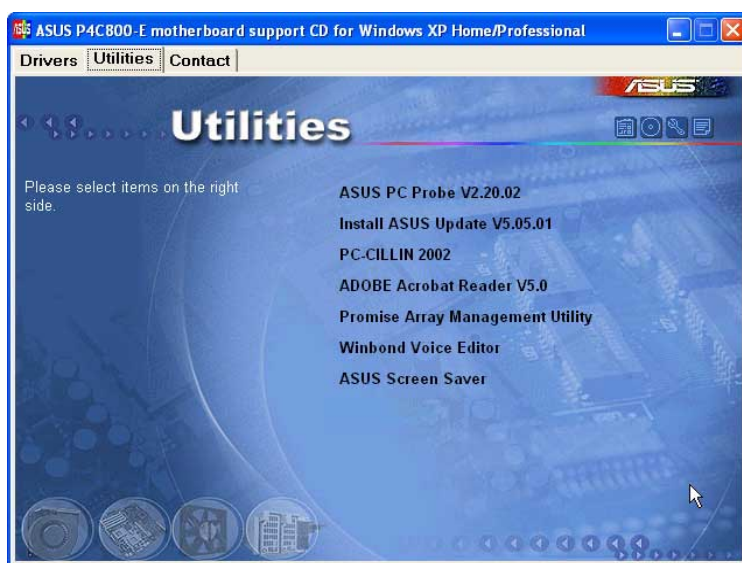 ASUS P4C800-E motherboard support CD for Windows XP Home/Professional
Drivers Utilities Contact
ASUS
Utilities
Please select items on the right
side.
ASUS PC Probe V2.20.02
Install ASUS Update V5.05.01
PC-CILLIN 2002
ADOBE Acrobat Reader V5.0
Promise Array Management Utility
Winbond Voice Editor
ASUS Screen Saver